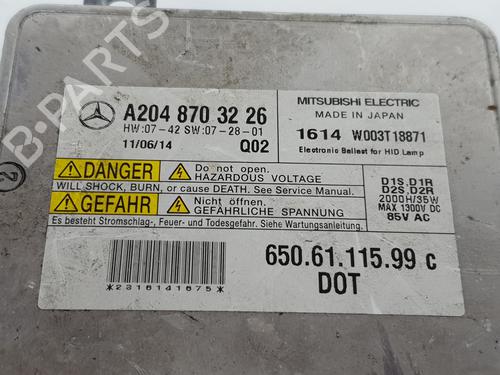 B-PARTS
A204 870 3226
HW:07-42 SW:07-28-01
11/06/14 Q02
MITSUBISHI ELECTRIC
MADE IN JAPAN
1614 W003T18871
Electronic Ballast for HID Lamp
DANGER Do not open.
HAZARDOUS VOLTAGE
WILL SHOCK, BURN, or cause DEATH. See Service Manual.
GEFAHR Nicht öffnen.
GEFÄHRLICHE SPANNUNG
Es besteht Stromschlag-, Feuer- und Todesgefahr. Siehe Wartungsanleitung.
D1S,D1R
D2S,D2R
2000H/35W
MAX 1300V DC
85V AC
*2316141675*
650.61.115.99 c
DOT